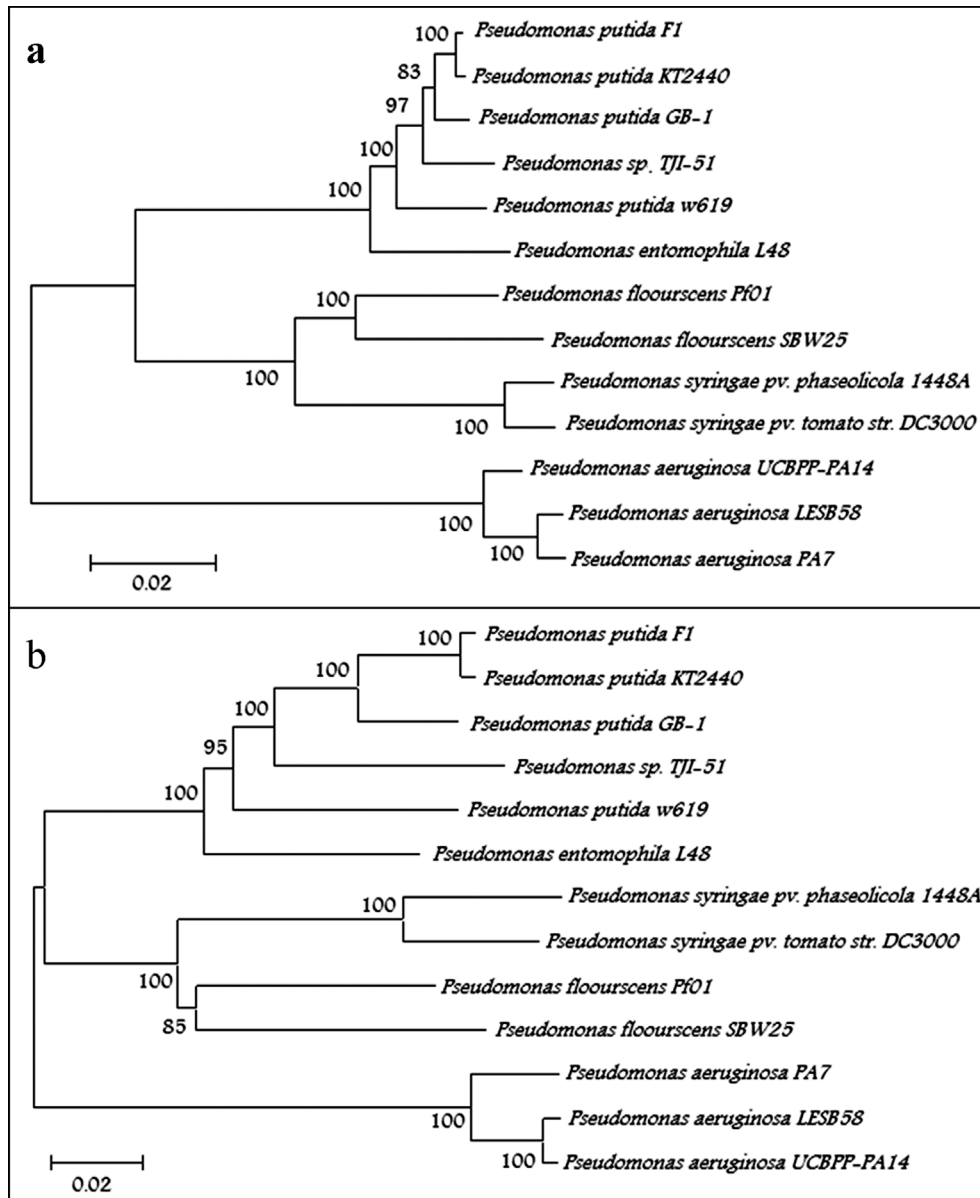 a
100
Pseudomonas putida F1
83
Pseudomonas putida KT2440
97
Pseudomonas putida GB-1
100
Pseudomonas sp. TJI-51
100
Pseudomonas putida w619
Pseudomonas entomophila L48
100
Pseudomonas floourscens Pf01
Pseudomonas floourscens SBW25
100
Pseudomonas syringae pv. phaseolicola 1448A
100
Pseudomonas syringae pv. tomato str. DC3000
Pseudomonas aeruginosa UCBPP-PA14
100
Pseudomonas aeruginosa LESB58
100
Pseudomonas aeruginosa PA7
0.02
b
100
Pseudomonas putida F1
100
Pseudomonas putida KT2440
100
Pseudomonas putida GB-1
95
Pseudomonas sp. TJI-51
100
Pseudomonas putida w619
Pseudomonas entomophila L48
100
Pseudomonas syringae pv. phaseolicola 1448A
Pseudomonas syringae pv. tomato str. DC3000
100
Pseudomonas floourscens Pf01
85
Pseudomonas floourscens SBW25
Pseudomonas aeruginosa PA7
100
Pseudomonas aeruginosa LESB58
100
Pseudomonas aeruginosa UCBPP-PA14
0.02